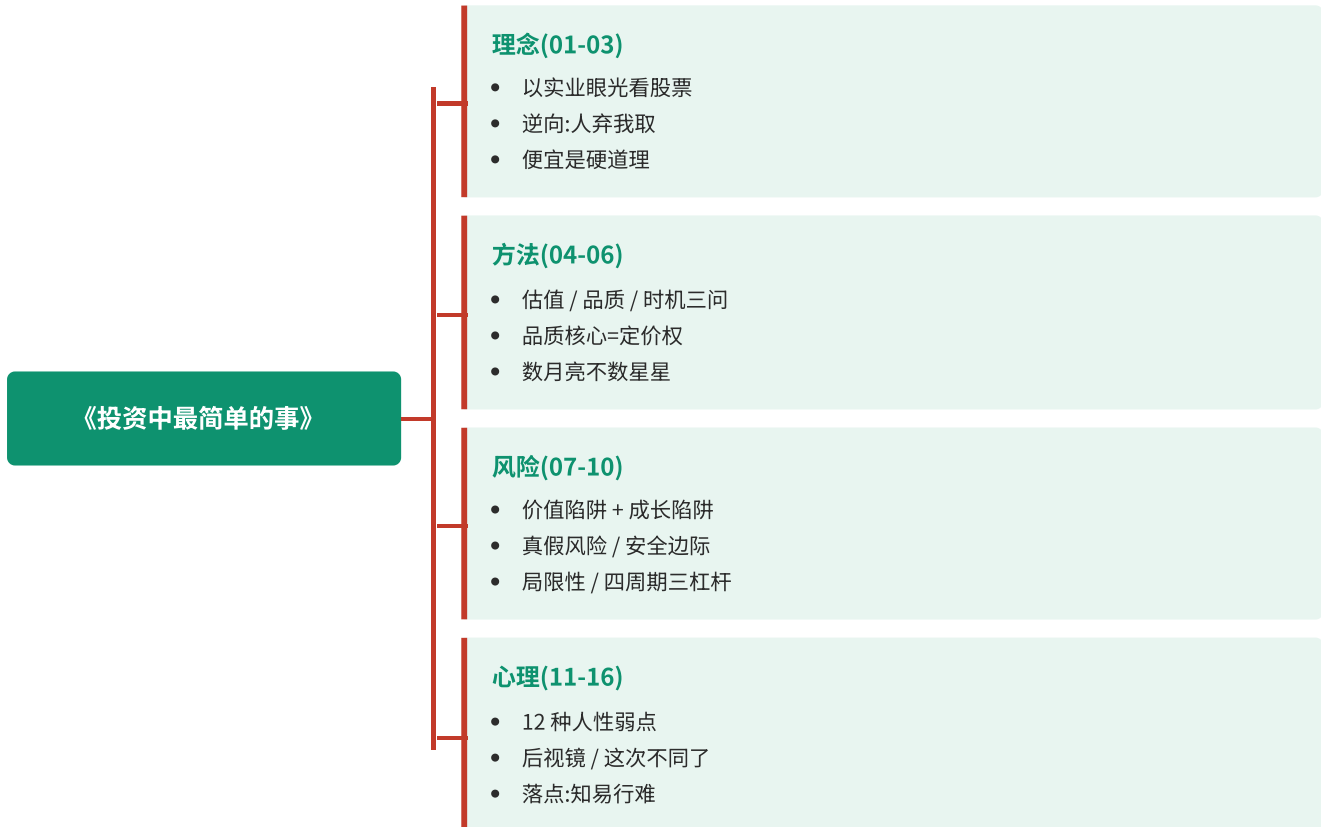 《投资中最简单的事》
理念(01-03)
以实业眼光看股票
逆向:人弃我取
便宜是硬道理
方法(04-06)
估值 / 品质 / 时机三问
品质核心=定价权
数月亮不数星星
风险(07-10)
价值陷阱 + 成长陷阱
真假风险 / 安全边际
局限性 / 四周期三杠杆
心理(11-16)
12 种人性弱点
后视镜 / 这次不同了
落点:知易行难